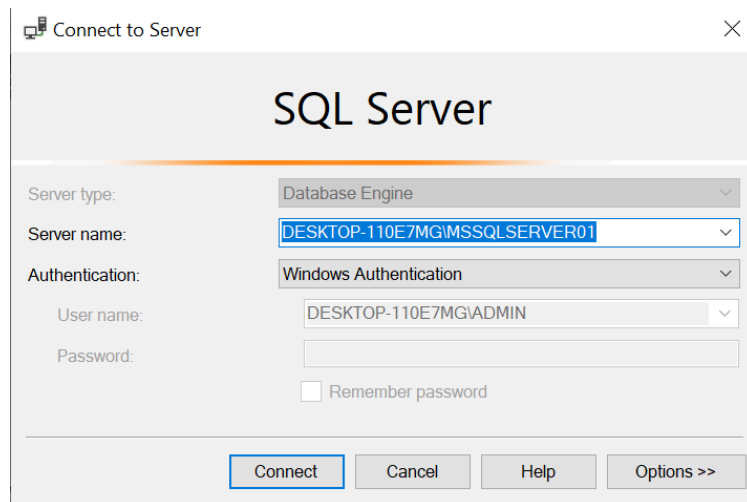 Connect to Server
SQL Server
Server type: Database Engine
Server name: DESKTOP-110E7MG\MSSQLSERVER01
Authentication: Windows Authentication
User name: DESKTOP-110E7MG\ADMIN
Password:
Remember password
Connect Cancel Help Options >>